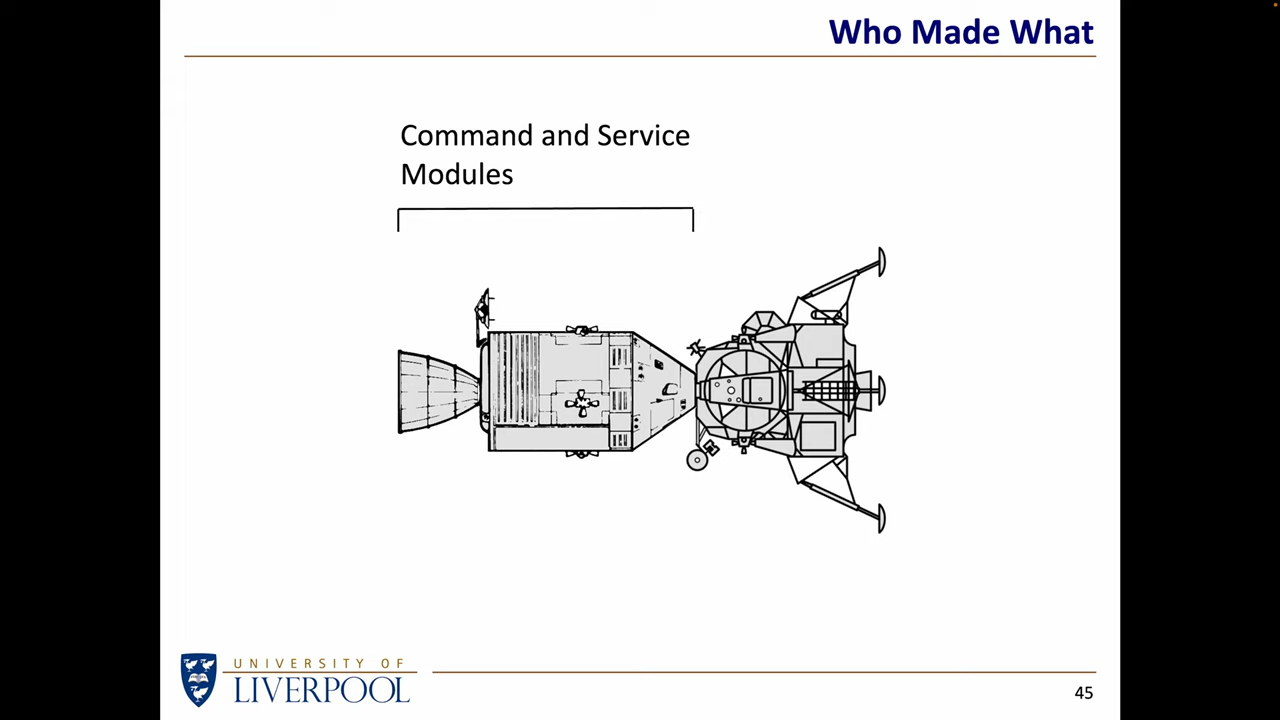 Who Made What
Command and Service
Modules
UNIVERSITY OF
LIVERPOOL
45